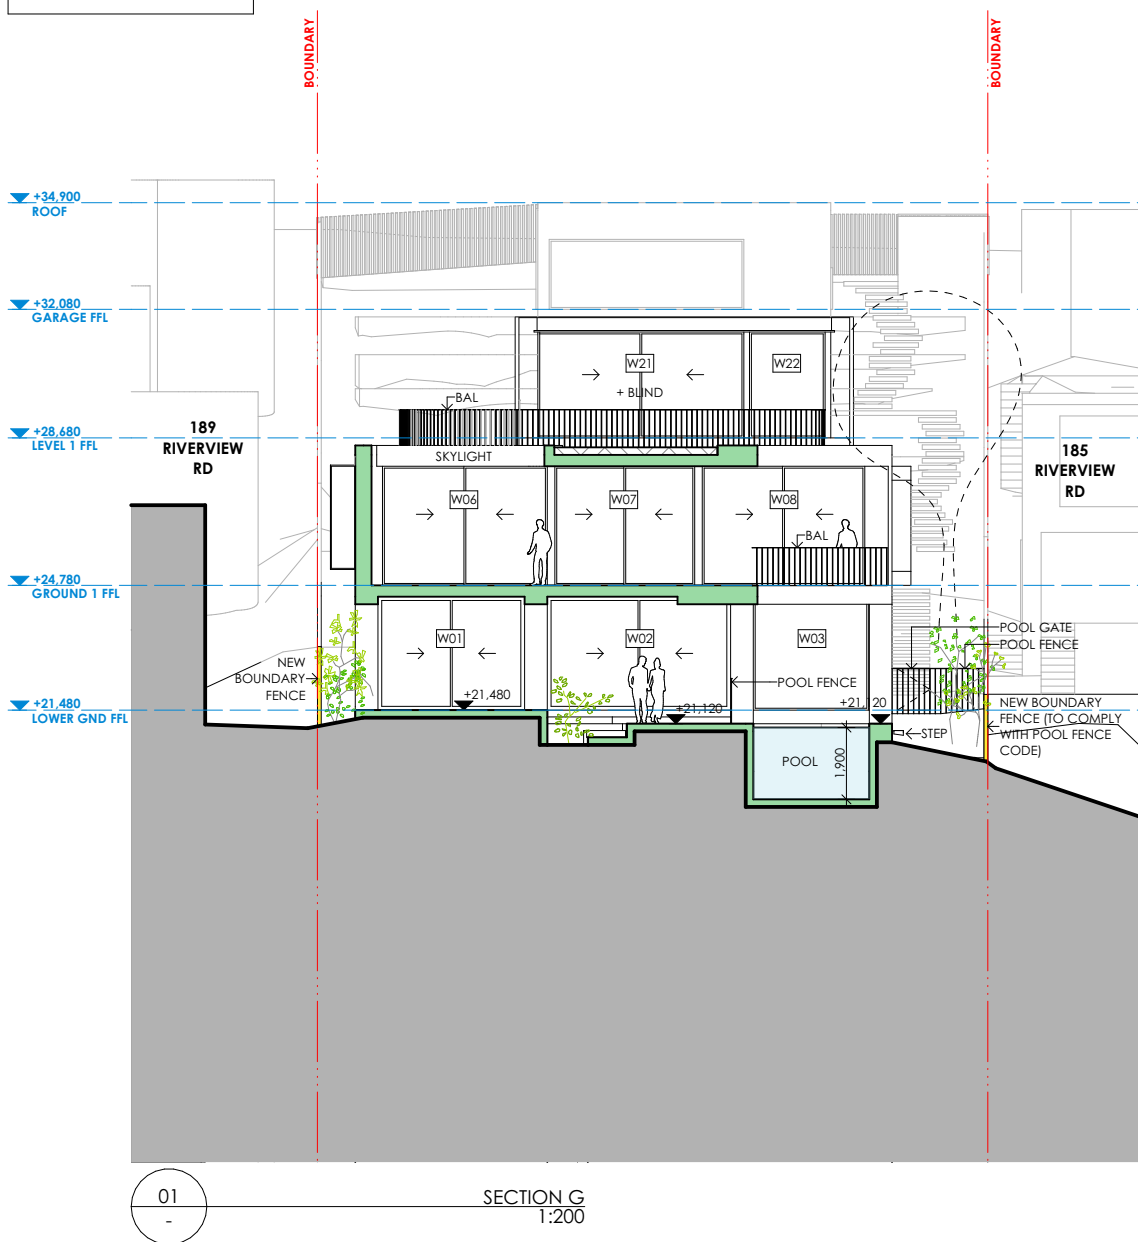 BOUNDARY
BOUNDARY
+34,900
ROOF
+32,080
GARAGE FFL
W21
W22
+ BLIND
BAL
+28,680
LEVEL 1 FFL
189
RIVERVIEW
RD
SKYLIGHT
185
RIVERVIEW
RD
W06
W07
W08
BAL
+24,780
GROUND 1 FFL
W01
W02
W03
POOL GATE
POOL FENCE
NEW
BOUNDARY
FENCE
POOL FENCE
+21,480
+21,480
LOWER GND FFL
+21,120
+21,120
NEW BOUNDARY
FENCE (TO COMPLY
WITH POOL FENCE
CODE)
STEP
POOL
1,900
01
-
SECTION G
1:200